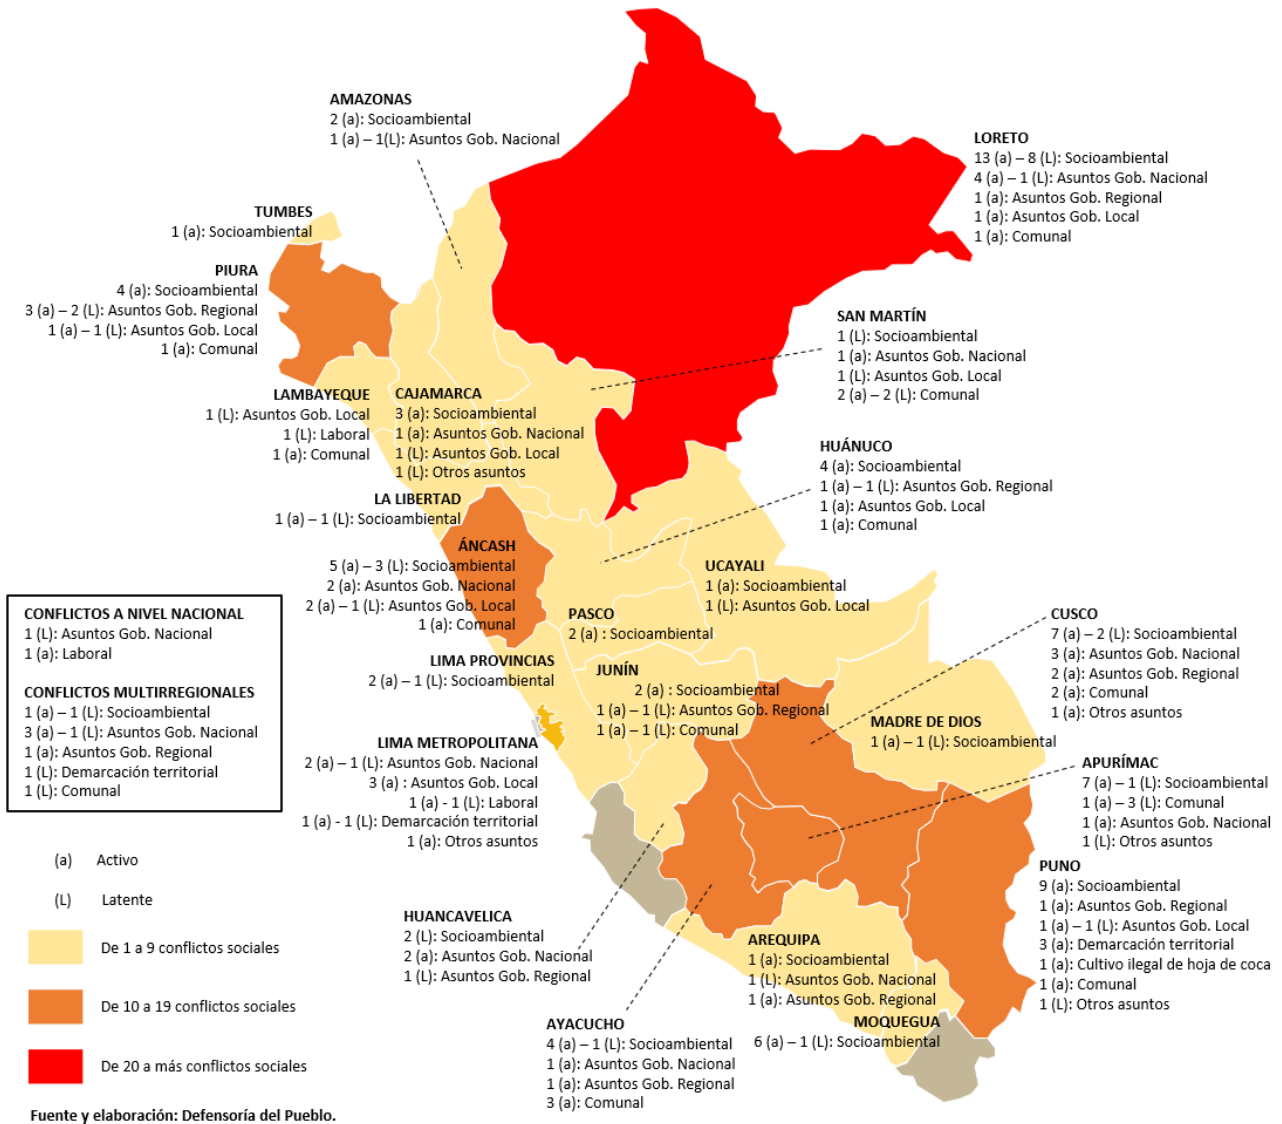 AMAZONAS
2 (a): Socioambiental
1 (a) – 1(L): Asuntos Gob. Nacional
LORETO
13 (a) – 8 (L): Socioambiental
4 (a) – 1 (L): Asuntos Gob. Nacional
1 (a): Asuntos Gob. Regional
1 (a): Asuntos Gob. Local
1 (a): Comunal
TUMBES
1 (a): Socioambiental
PIURA
4 (a): Socioambiental
3 (a) – 2 (L): Asuntos Gob. Regional
1 (a) – 1 (L): Asuntos Gob. Local
1 (a): Comunal
SAN MARTÍN
1 (L): Socioambiental
1 (a): Asuntos Gob. Nacional
1 (L): Asuntos Gob. Local
2 (a) – 2 (L): Comunal
LAMBAYEQUE
1 (L): Asuntos Gob. Local
1 (L): Laboral
1 (a): Comunal
CAJAMARCA
3 (a): Socioambiental
1 (a): Asuntos Gob. Nacional
1 (L): Asuntos Gob. Local
1 (L): Otros asuntos
HUÁNUCO
4 (a): Socioambiental
1 (a) – 1 (L): Asuntos Gob. Regional
1 (a): Asuntos Gob. Local
1 (a): Comunal
LA LIBERTAD
1 (a) – 1 (L): Socioambiental
ÁNCASH
5 (a) – 3 (L): Socioambiental
2 (a): Asuntos Gob. Nacional
2 (a) – 1 (L): Asuntos Gob. Local
1 (a): Comunal
UCAYALI
1 (a): Socioambiental
1 (L): Asuntos Gob. Local
PASCO
2 (a) : Socioambiental
CONFLICTOS A NIVEL NACIONAL
1 (L): Asuntos Gob. Nacional
1 (a): Laboral
CONFLICTOS MULTIRREGIONALES
1 (a) – 1 (L): Socioambiental
3 (a) – 1 (L): Asuntos Gob. Nacional
1 (a): Asuntos Gob. Regional
1 (L): Demarcación territorial
1 (L): Comunal
CUSCO
7 (a) – 2 (L): Socioambiental
3 (a): Asuntos Gob. Nacional
2 (a): Asuntos Gob. Regional
2 (a): Comunal
1 (a): Otros asuntos
LIMA PROVINCIAS
2 (a) – 1 (L): Socioambiental
JUNÍN
2 (a) : Socioambiental
1 (a) – 1 (L): Asuntos Gob. Regional
1 (a) – 1 (L): Comunal
MADRE DE DIOS
1 (a) – 1 (L): Socioambiental
LIMA METROPOLITANA
2 (a) – 1 (L): Asuntos Gob. Nacional
3 (a) : Asuntos Gob. Local
1 (a) - 1 (L): Laboral
1 (a) - 1 (L): Demarcación territorial
1 (a): Otros asuntos
APURÍMAC
7 (a) – 1 (L): Socioambiental
1 (a) – 3 (L): Comunal
1 (a): Asuntos Gob. Nacional
1 (L): Otros asuntos
PUNO
9 (a): Socioambiental
1 (a): Asuntos Gob. Regional
1 (a) – 1 (L): Asuntos Gob. Local
3 (a): Demarcación territorial
1 (a): Cultivo ilegal de hoja de coca
1 (a): Comunal
1 (L): Otros asuntos
HUANCAVELICA
2 (L): Socioambiental
2 (a): Asuntos Gob. Nacional
1 (L): Asuntos Gob. Regional
AREQUIPA
1 (a): Socioambiental
1 (L): Asuntos Gob. Nacional
1 (a): Asuntos Gob. Regional
MOQUEGUA
6 (a) – 1 (L): Socioambiental
AYACUCHO
4 (a) – 1 (L): Socioambiental
1 (a): Asuntos Gob. Nacional
1 (a): Asuntos Gob. Regional
3 (a): Comunal
(a) Activo
(L) Latente
De 1 a 9 conflictos sociales
De 10 a 19 conflictos sociales
De 20 a más conflictos sociales
Fuente y elaboración: Defensoría del Pueblo.